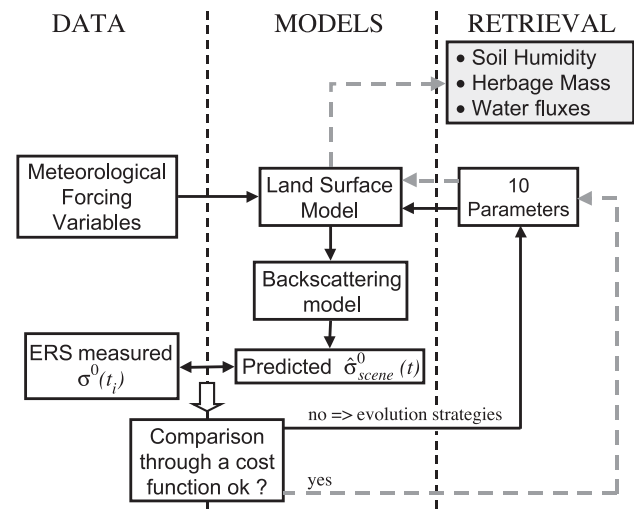 DATA
MODELS
RETRIEVAL
• Soil Humidity
• Herbage Mass
• Water fluxes
Meteorological
Forcing
Variables
Land Surface
Model
10
Parameters
Backscattering
model
ERS measured
σ⁰(tᵢ)
Predicted σ̂⁰scene (t)
no => evolution strategies
Comparison
through a cost
function ok ?
yes